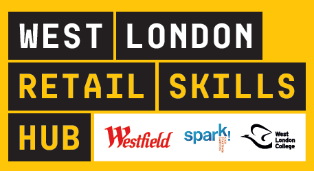 WEST LONDON
RETAIL SKILLS
HUB
Westfield
spark!
West
London
College